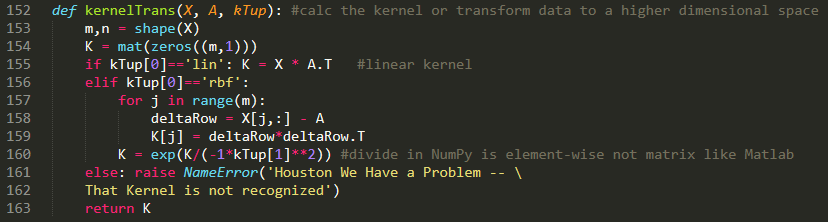 152 def kernelTrans(X, A, kTup): #calc the kernel or transform data to a higher dimensional space
153     m,n = shape(X)
154     K = mat(zeros((m,1)))
155     if kTup[0]=='lin': K = X * A.T   #linear kernel
156     elif kTup[0]=='rbf':
157         for j in range(m):
158             deltaRow = X[j,:] - A
159             K[j] = deltaRow*deltaRow.T
160         K = exp(K/(-1*kTup[1]**2)) #divide in NumPy is element-wise not matrix like Matlab
161     else: raise NameError('Houston We Have a Problem -- \
162     That Kernel is not recognized')
163     return K